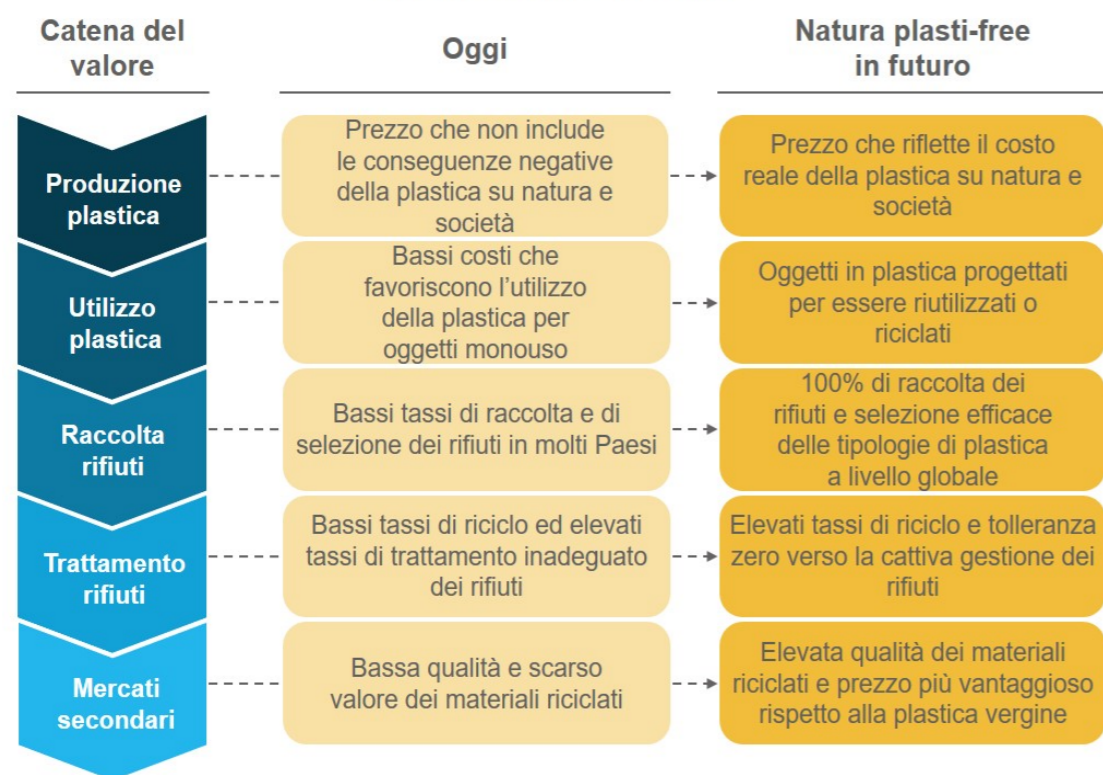 Catena del
valore
Oggi
Natura plasti-free
in futuro
Produzione
plastica
Prezzo che non include
le conseguenze negative
della plastica su natura e
società
Prezzo che riflette il costo
reale della plastica su natura e
società
Utilizzo
plastica
Bassi costi che
favoriscono l'utilizzo
della plastica per
oggetti monouso
Oggetti in plastica progettati
per essere riutilizzati o
riciclati
Raccolta
rifiuti
Bassi tassi di raccolta e di
selezione dei rifiuti in molti Paesi
100% di raccolta dei
rifiuti e selezione efficace
delle tipologie di plastica
a livello globale
Trattamento
rifiuti
Bassi tassi di riciclo ed elevati
tassi di trattamento inadeguato
dei rifiuti
Elevati tassi di riciclo e tolleranza
zero verso la cattiva gestione dei
rifiuti
Mercati
secondari
Bassa qualità e scarso
valore dei materiali riciclati
Elevata qualità dei materiali
riciclati e prezzo più vantaggioso
rispetto alla plastica vergine